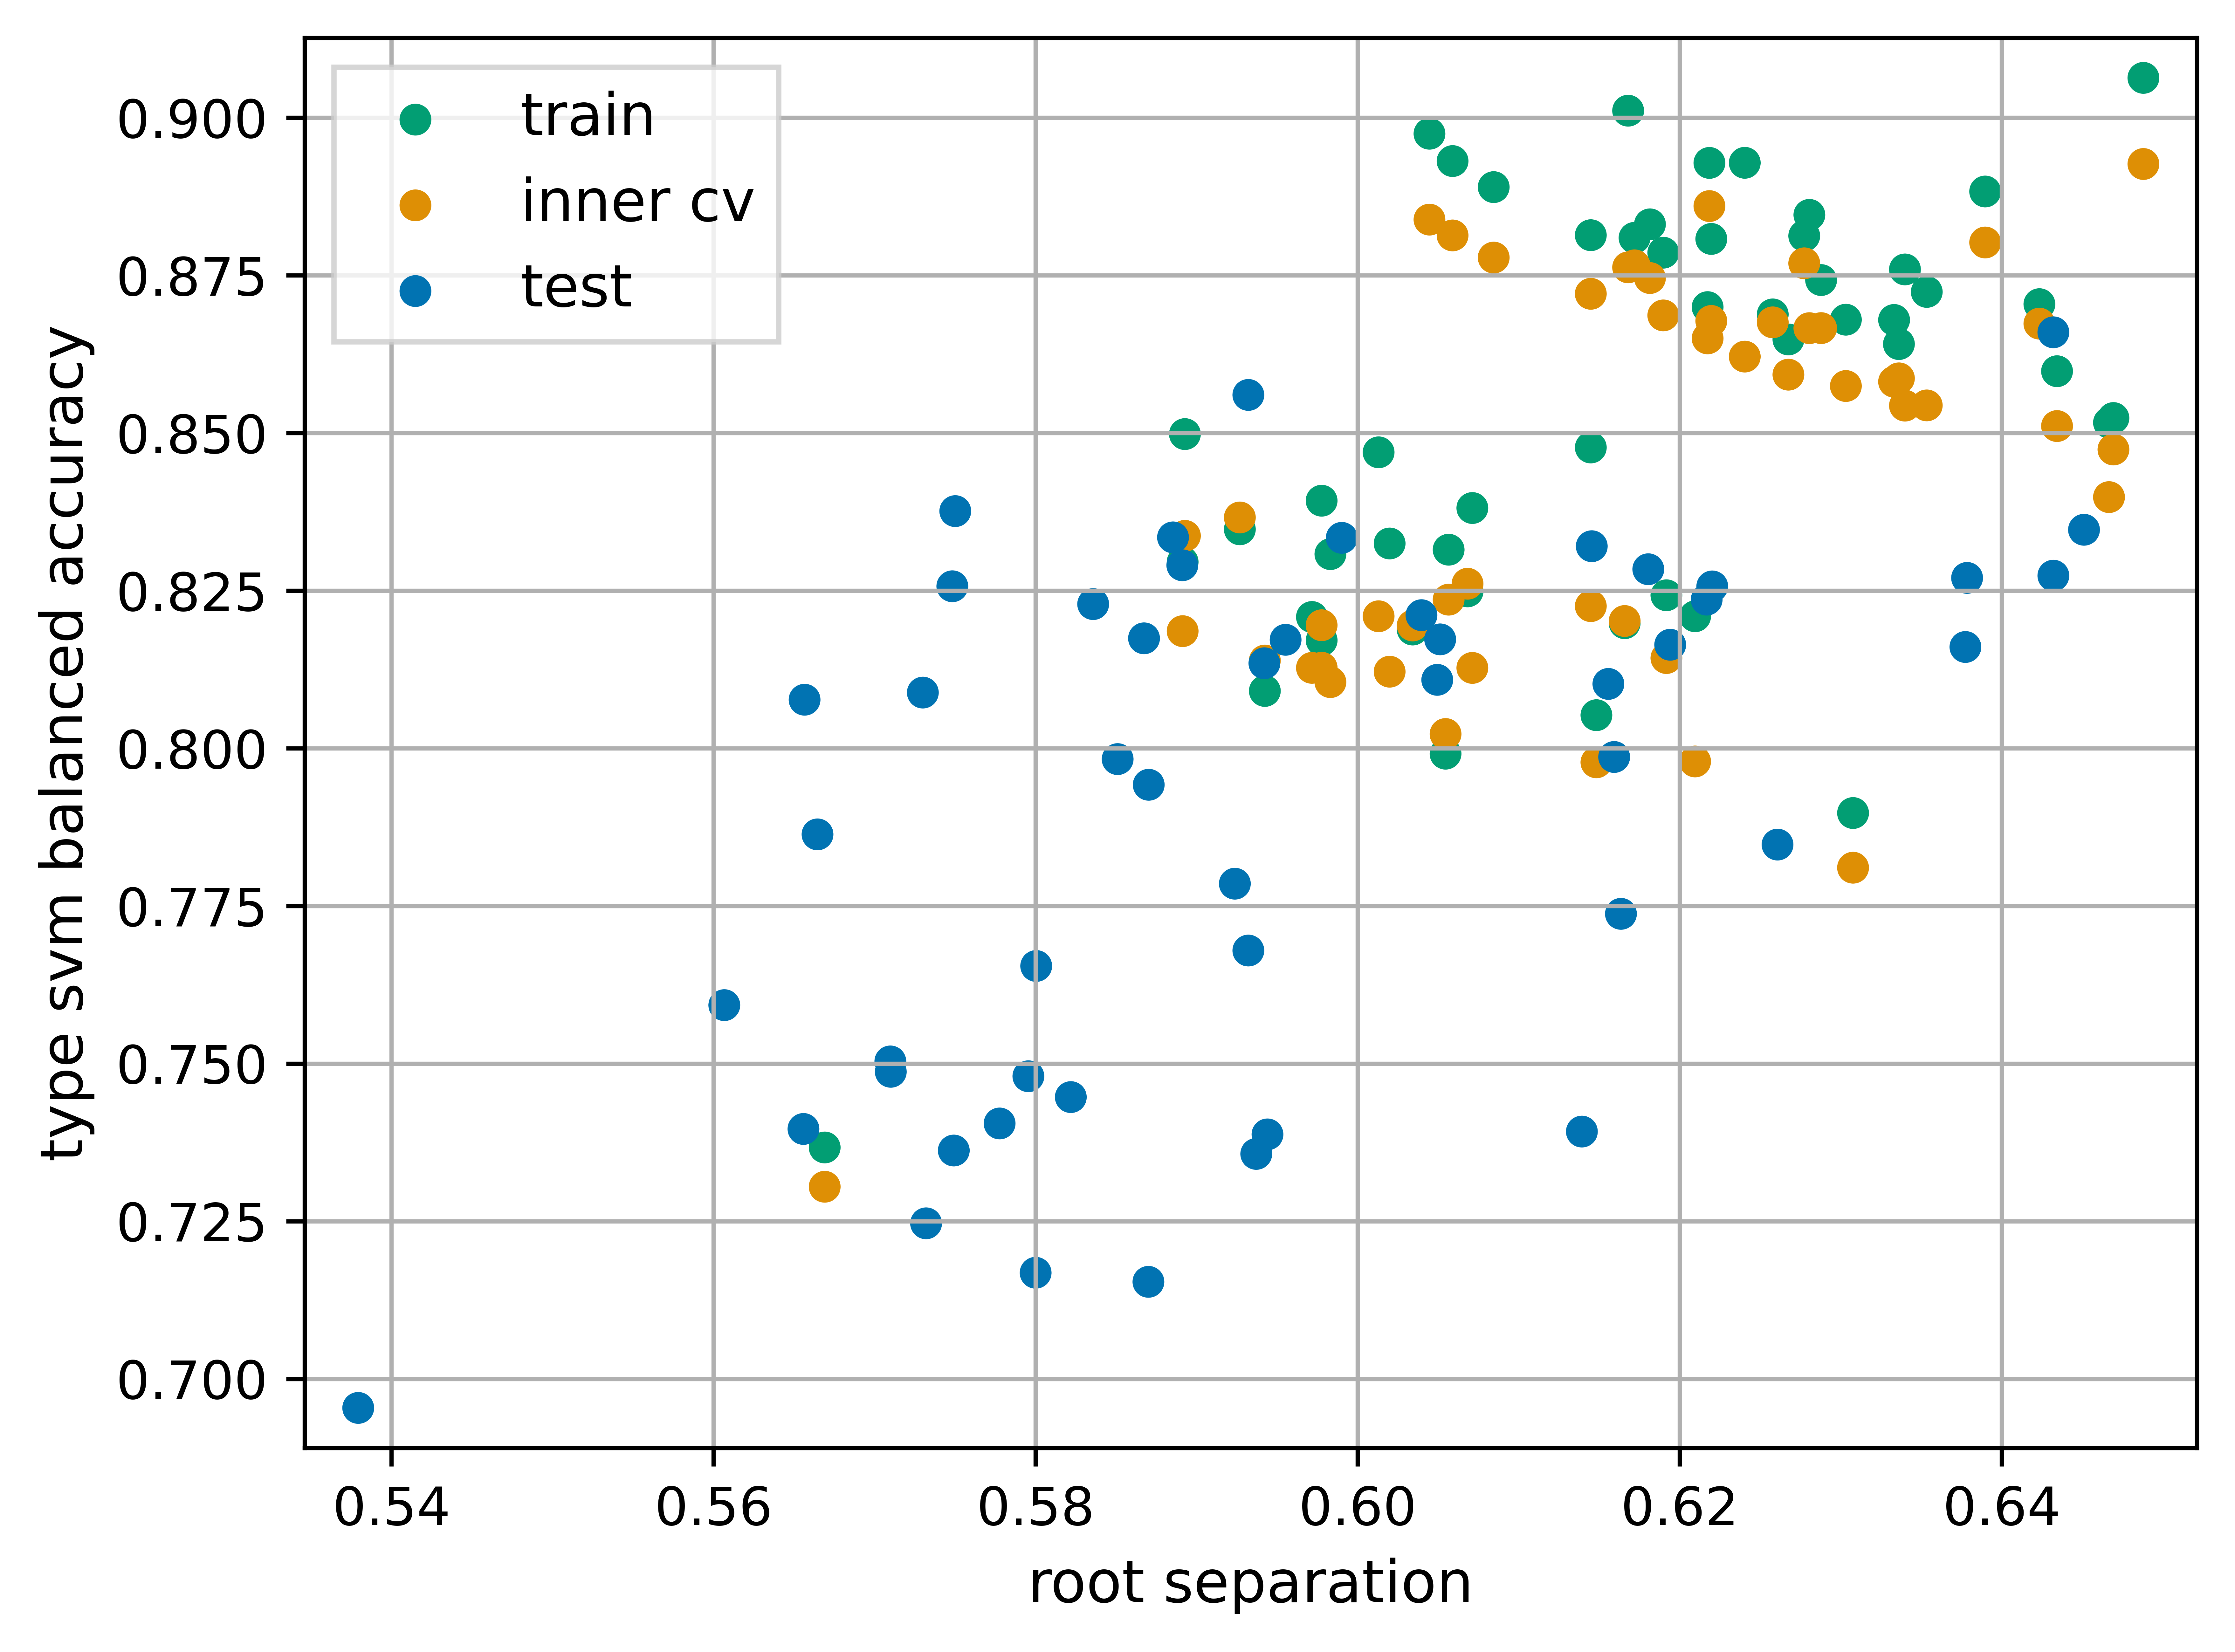 train
inner cv
test
0.900
0.875
0.850
0.825
0.800
0.775
0.750
0.725
0.700
type svm balanced accuracy
0.54 0.56 0.58 0.60 0.62 0.64
root separation